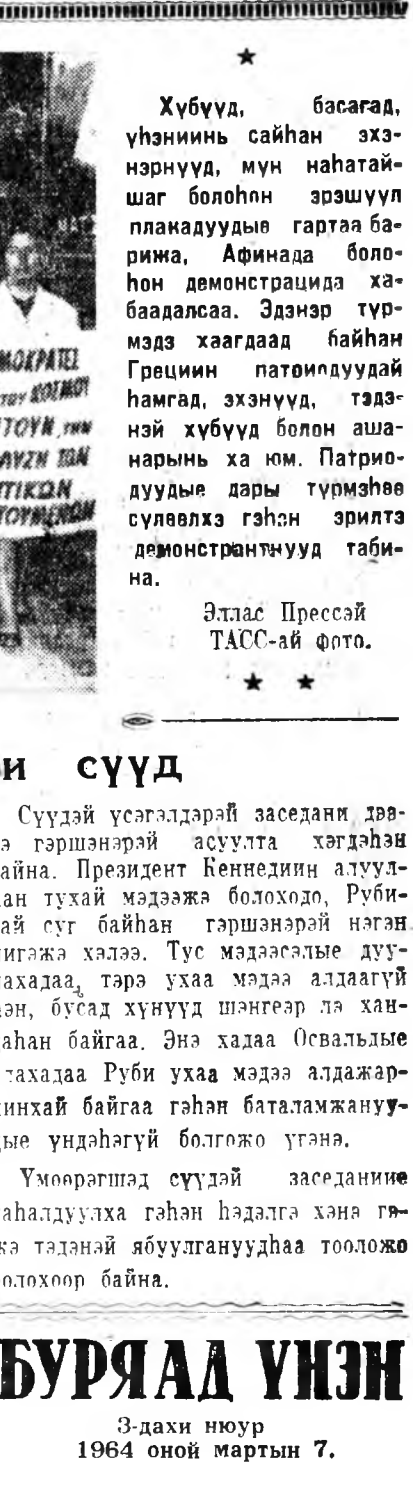 Хүбүүд, басагад,
үһэниинь сайһан эхэ-
нэрнүүд, мүн наһатай-
шаг болоһон эрэшүүл
плакадуудые гартаа ба-
рижа, Афинада боло-
һон демонстрацида ха-
баадалсаа. Эдэнэр түр-
мэдэ хаагдаад байһан
Грециин патриодуудай
һамгад, эхэнүүд, тэдэ-
нэй хүбүүд болон аша-
нарынь ха юм. Патрио-
дуудые дары түрмэһөө
сүлөөлхэ гэһэн эрилтэ
демонстрантнууд таби-
на.
Эллас Прессэй
ТАСС-ай фото.
и сүүд
Сүүдэй үсэгэлдэрэй заседани дээ-
э гэршэнэрэй асуулта хэгдэһэн
айна. Президент Кеннедиин алуул-
ан тухай мэдээжэ болоходо, Руби-
ай суг байһан гэршэнэрэй нэгэн
игэжэ хэлээ. Тус мэдээсэлые дуу-
ахадаа, тэрэ ухаа мэдээ алдаагүй
эн, бусад хүнүүд шэнгеэр лэ хан-
аһан байгаа. Энэ хадаа Освальдые
ахадаа Руби ухаа мэдээ алдажар-
инхай байгаа гэһэн баталамжануу-
ые үндэһэгүй болгожо үгэнэ.
Үмөөрэгшэд сүүдэй заседаниие
аһалдуулха гэһэн һэдэлгэ хэнэ гэ-
жэ тэдэнэй ябуулгануудһаа тооложо
олохоор байна.
БУРЯАД ҮНЭН
3-дахи нюур
1964 оной мартын 7.